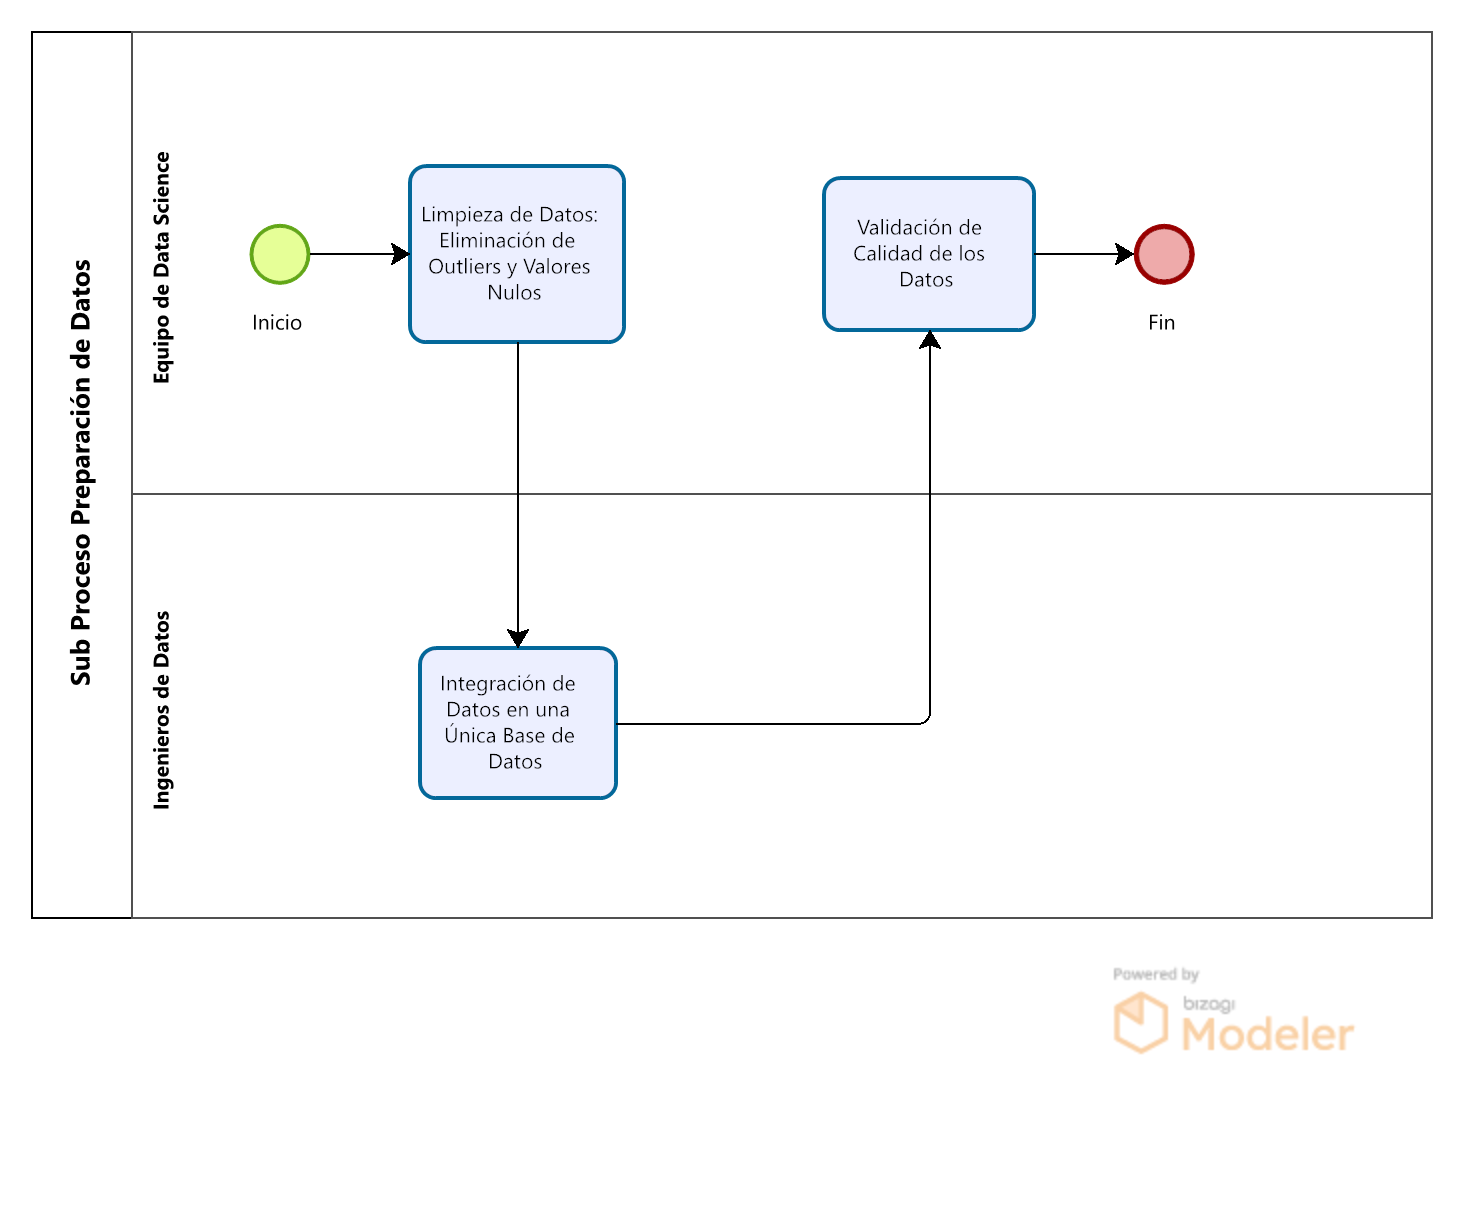 Sub Proceso Preparación de Datos
Equipo de Data Science
Inicio
Limpieza de Datos:
Eliminación de
Outliers y Valores
Nulos
Validación de
Calidad de los
Datos
Fin
Ingenieros de Datos
Integración de
Datos en una
Única Base de
Datos
Powered by
bizagi
Modeler